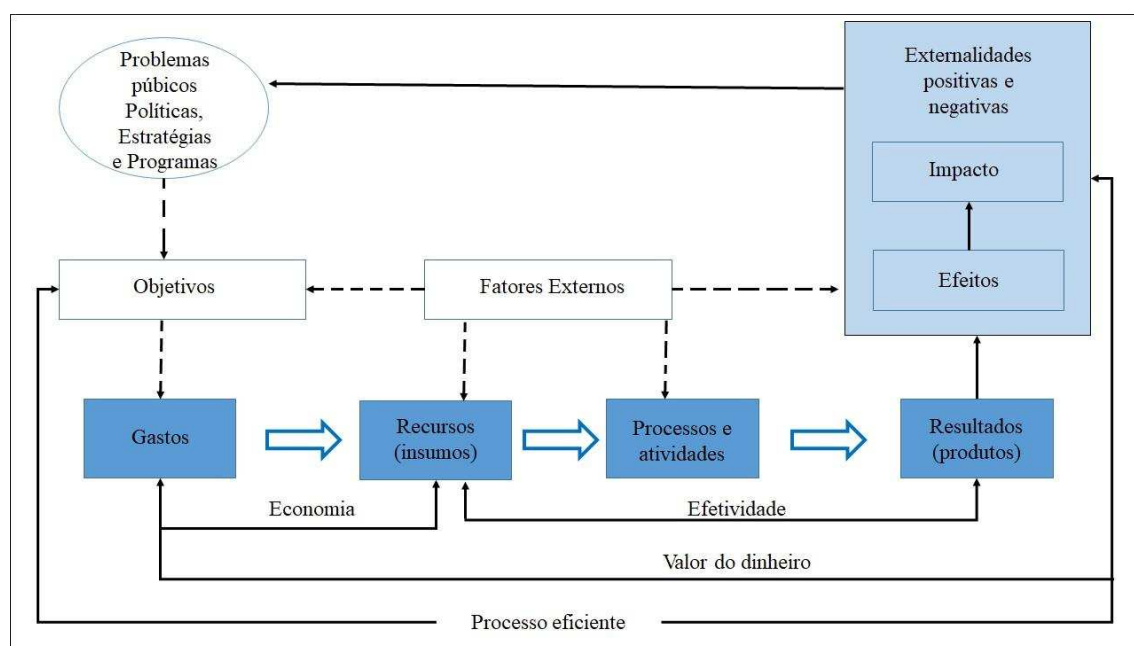 Problemas
púbicos
Políticas,
Estratégias
e Programas
Externalidades
positivas e
negativas
Impacto
Efeitos
Objetivos
Fatores Externos
Gastos
Recursos
(insumos)
Processos e
atividades
Resultados
(produtos)
Economia
Efetividade
Valor do dinheiro
Processo eficiente